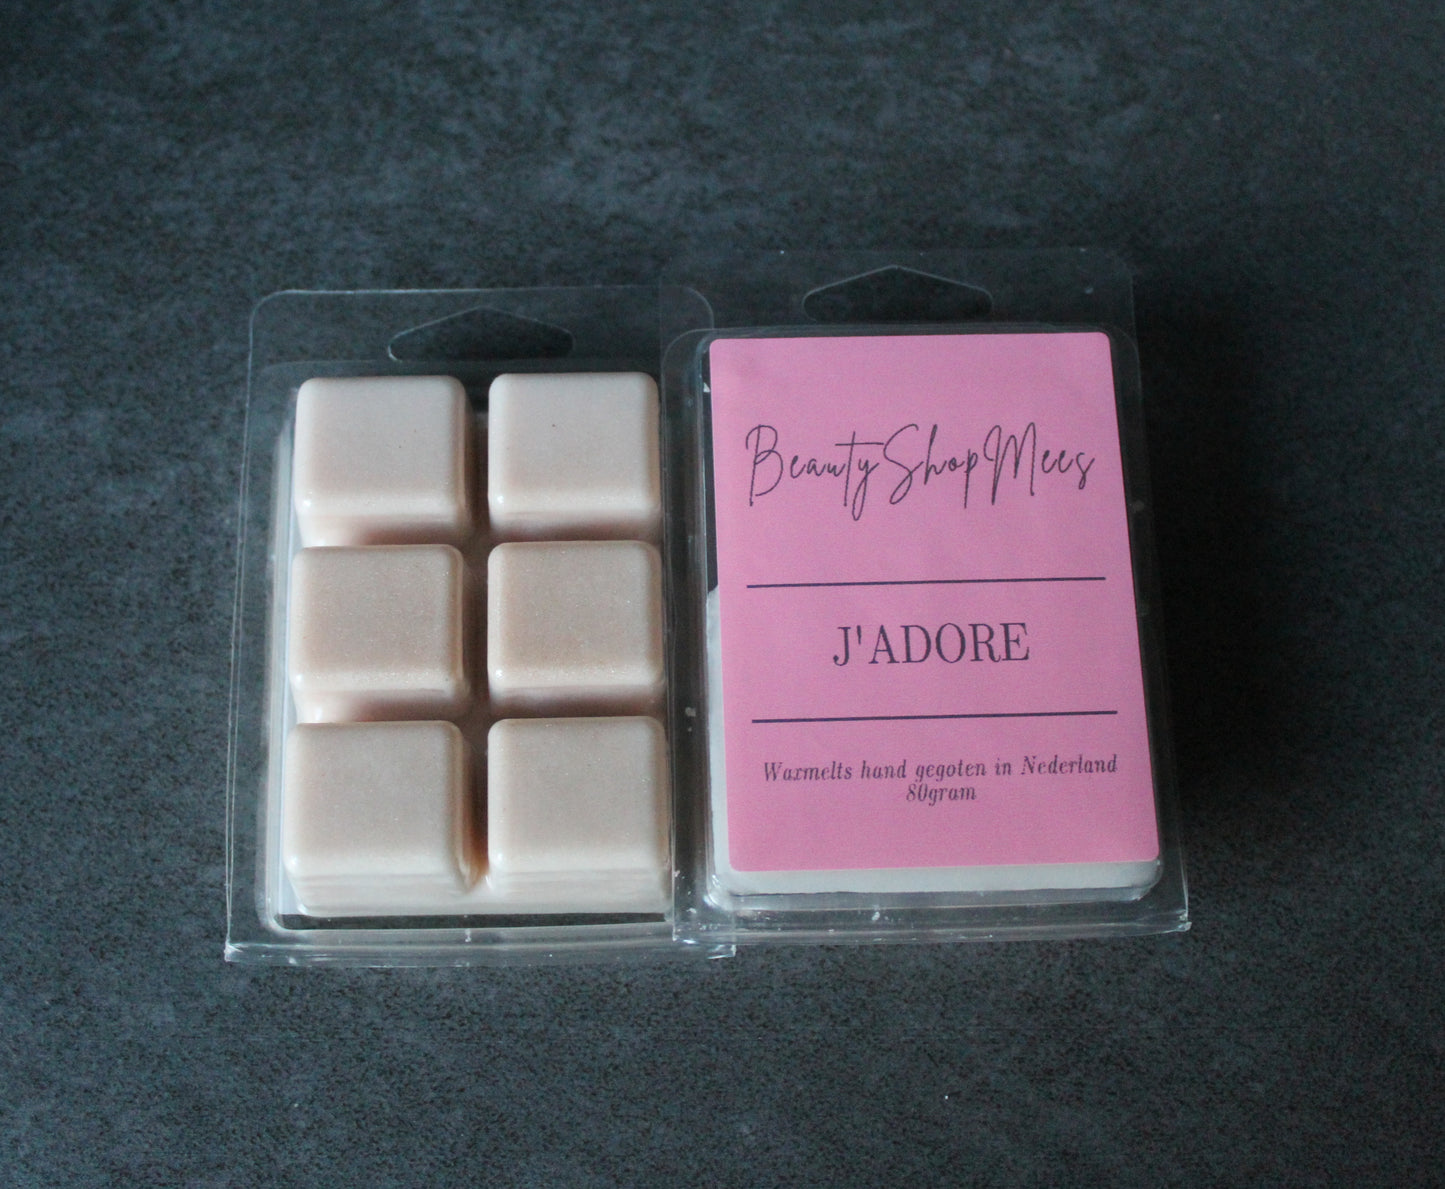 BeautyShopMees
J'ADORE
Waxmelts hand gegoten in Nederland
80gram